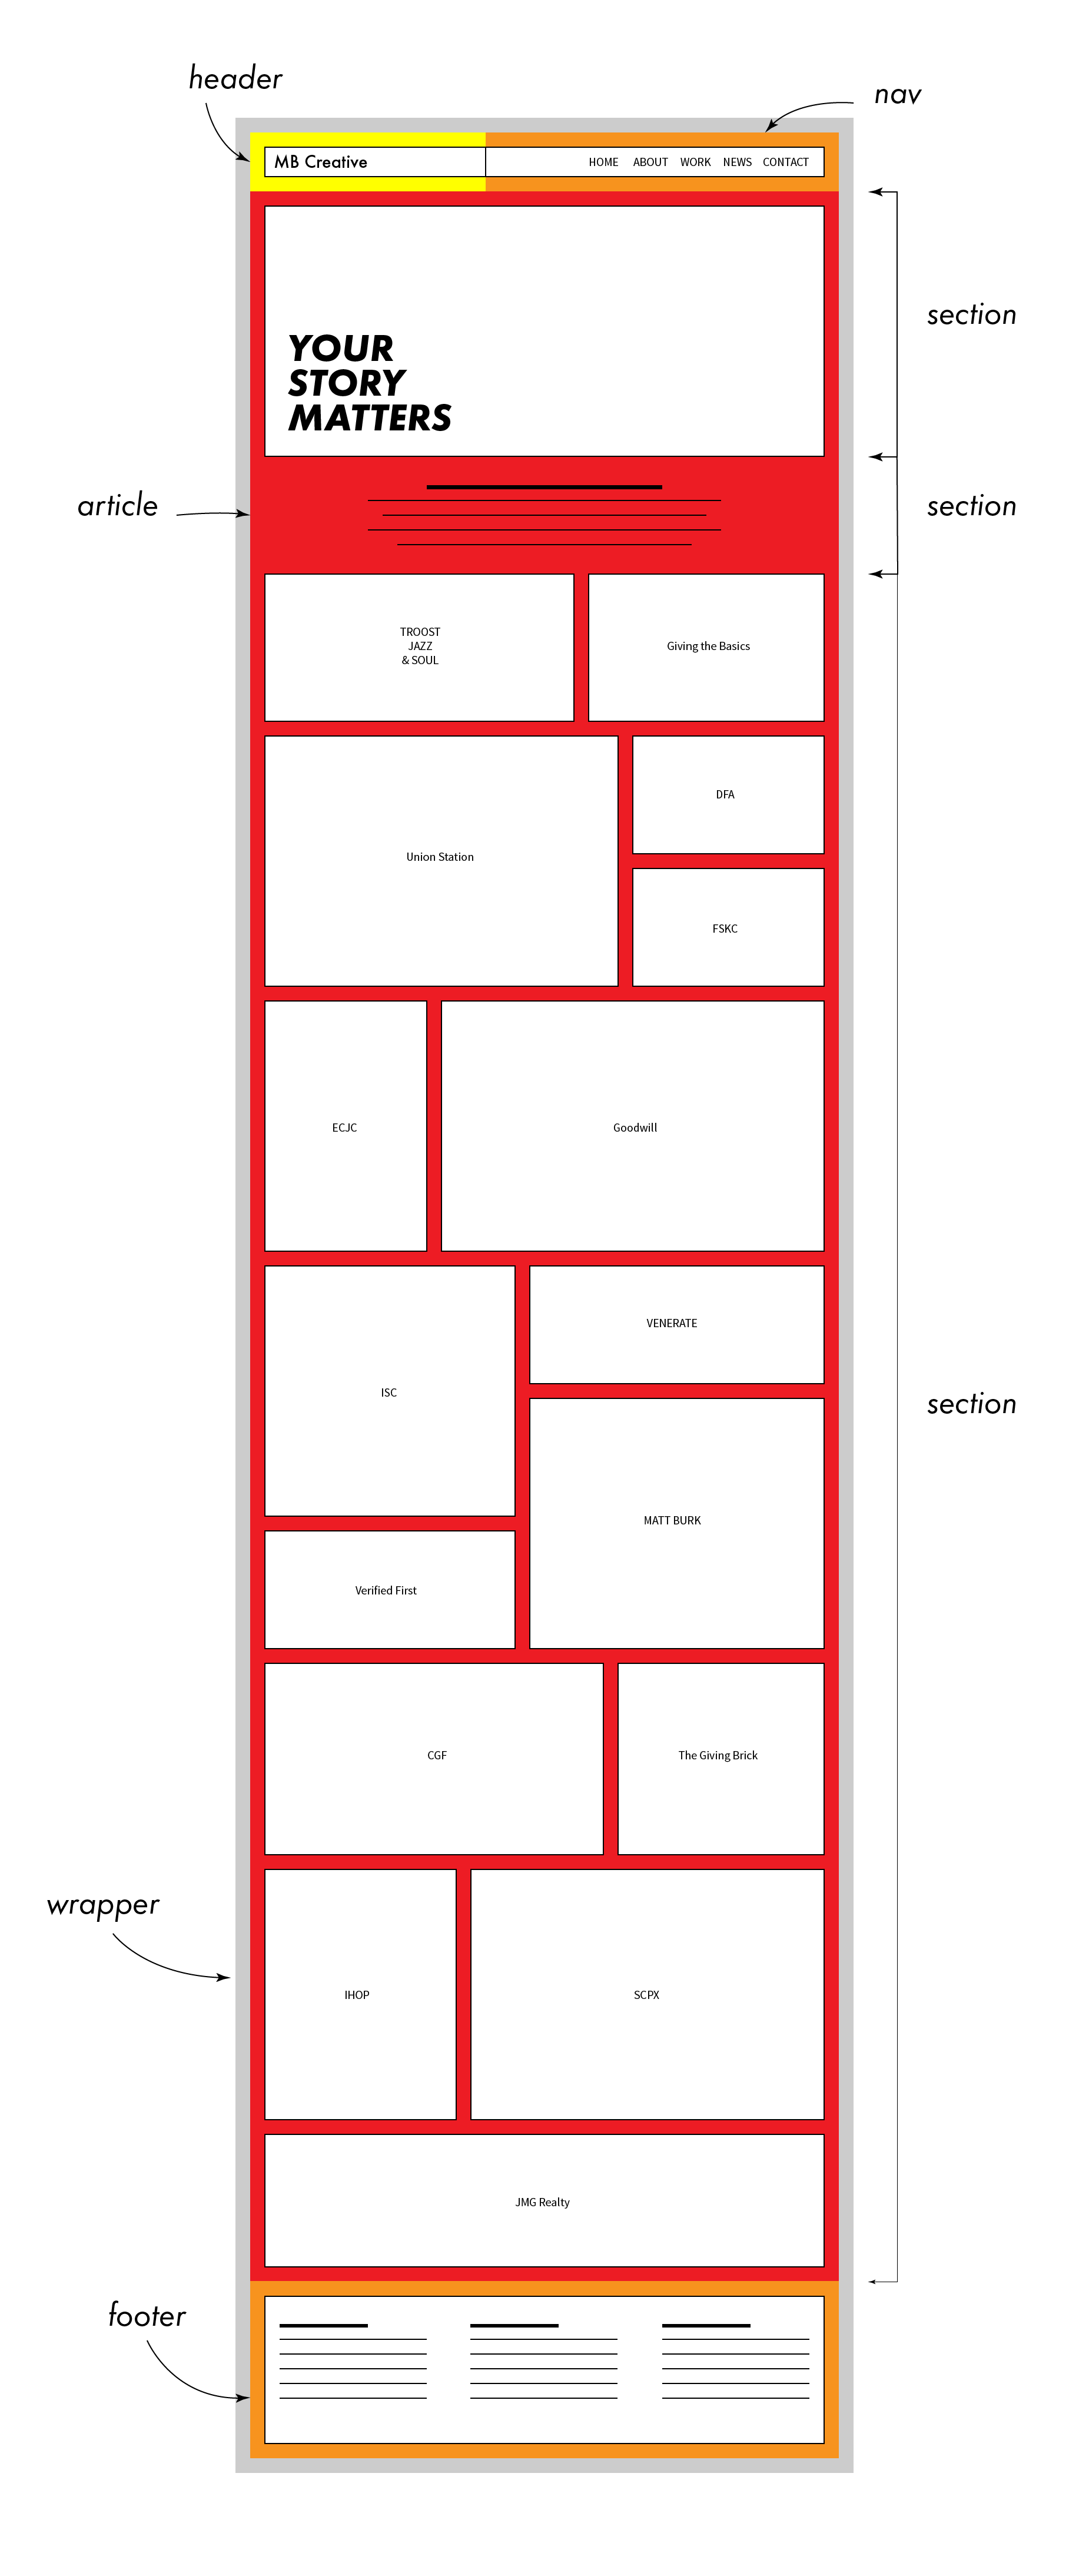 header
nav
MB Creative
HOME ABOUT WORK NEWS CONTACT
section
YOUR
STORY
MATTERS
article
section
TROOST
JAZZ
& SOUL
Giving the Basics
DFA
Union Station
FSKC
ECJC
Goodwill
VENERATE
ISC
section
MATT BURK
Verified First
CGF
The Giving Brick
wrapper
IHOP
SCPX
JMG Realty
footer